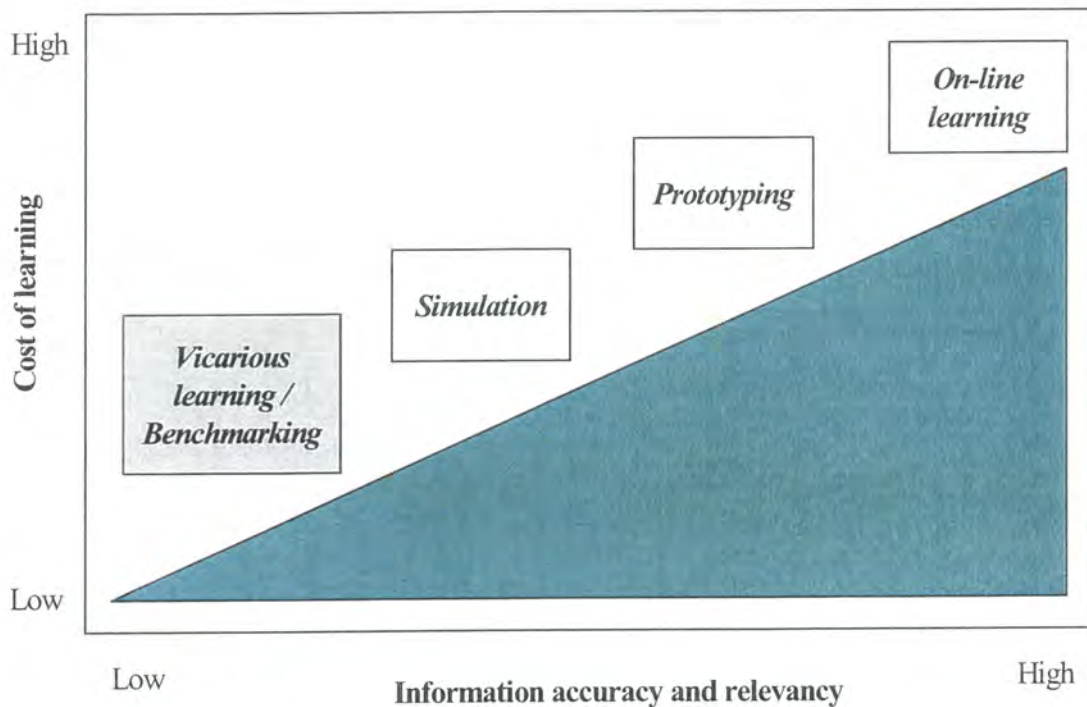 High
On-line
learning
Prototyping
Cost of learning
Simulation
Vicarious
learning /
Benchmarking
Low
Low
High
Information accuracy and relevancy